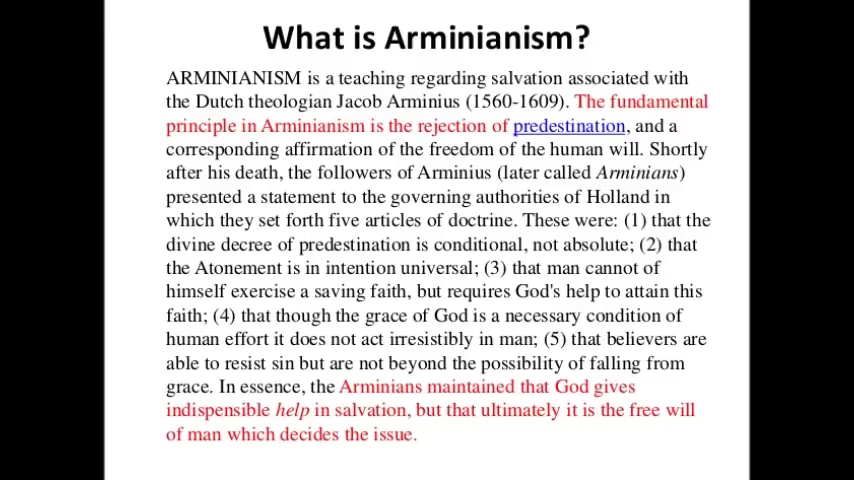 What is Arminianism?
ARMINIANISM is a teaching regarding salvation associated with
the Dutch theologian Jacob Arminius (1560-1609). The fundamental
principle in Arminianism is the rejection of predestination, and a
corresponding affirmation of the freedom of the human will. Shortly
after his death, the followers of Arminius (later called Arminians)
presented a statement to the governing authorities of Holland in
which they set forth five articles of doctrine. These were: (1) that the
divine decree of predestination is conditional, not absolute; (2) that
the Atonement is in intention universal; (3) that man cannot of
himself exercise a saving faith, but requires God's help to attain this
faith; (4) that though the grace of God is a necessary condition of
human effort it does not act irresistibly in man; (5) that believers are
able to resist sin but are not beyond the possibility of falling from
grace. In essence, the Arminians maintained that God gives
indispensible help in salvation, but that ultimately it is the free will
of man which decides the issue.